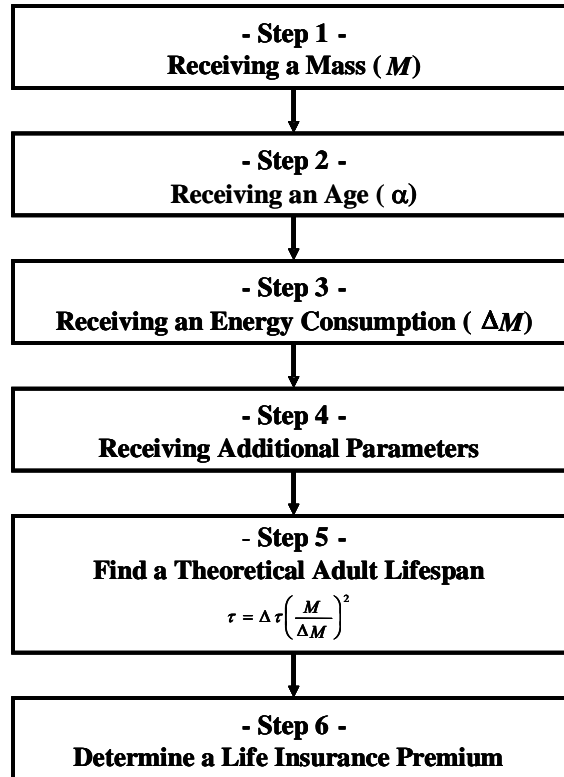 - Step 1 -
Receiving a Mass ( M )
- Step 2 -
Receiving an Age ( α)
- Step 3 -
Receiving an Energy Consumption ( ΔM )
- Step 4 -
Receiving Additional Parameters
- Step 5 -
Find a Theoretical Adult Lifespan
τ = Δ τ (M / ΔM)²
- Step 6 -
Determine a Life Insurance Premium